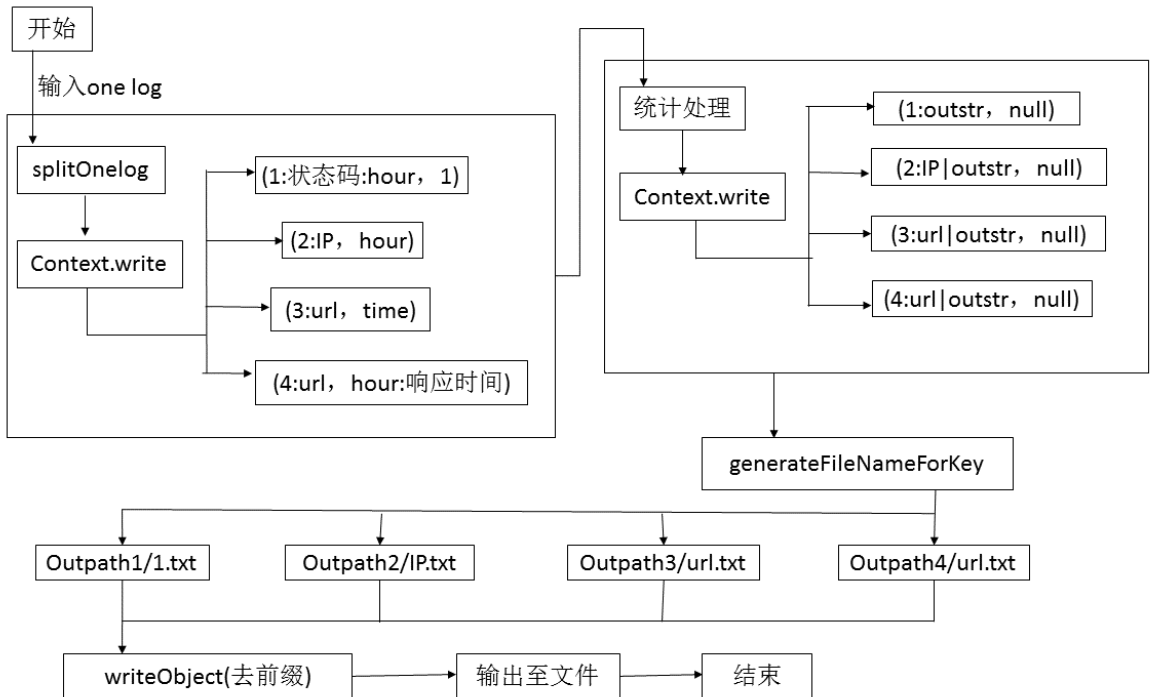 开始
输入one log
splitOnelog
Context.write
(1:状态码:hour，1)
(2:IP，hour)
(3:url，time)
(4:url，hour:响应时间)
统计处理
Context.write
(1:outstr，null)
(2:IP|outstr，null)
(3:url|outstr，null)
(4:url|outstr，null)
generateFileNameForKey
Outpath1/1.txt
Outpath2/IP.txt
Outpath3/url.txt
Outpath4/url.txt
writeObject(去前缀)
输出至文件
结束